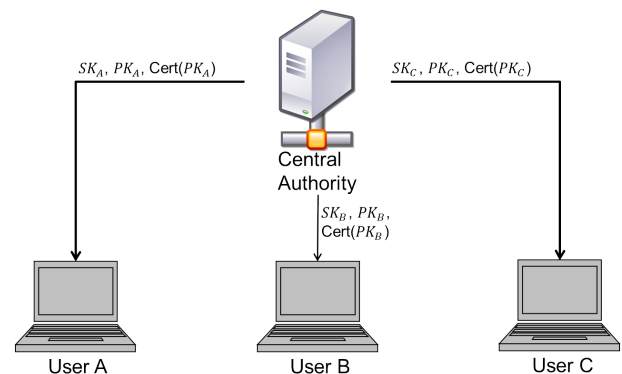 SK_A, PK_A, Cert(PK_A)
SK_C, PK_C, Cert(PK_C)
Central
Authority
SK_B, PK_B,
Cert(PK_B)
User A
User B
User C